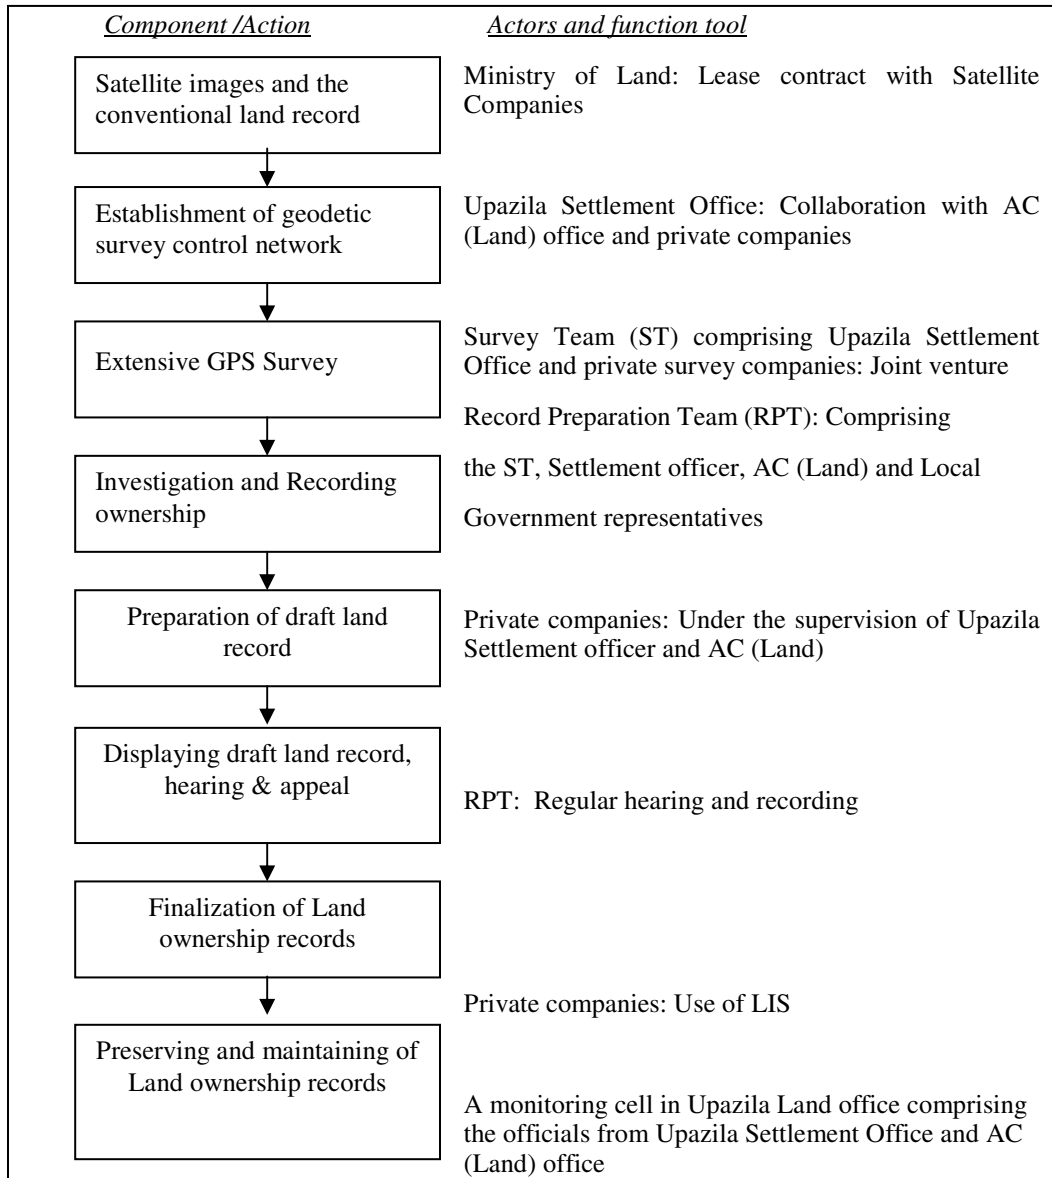 Component /Action
Actors and function tool
Satellite images and the
conventional land record
Ministry of Land: Lease contract with Satellite
Companies
Establishment of geodetic
survey control network
Upazila Settlement Office: Collaboration with AC
(Land) office and private companies
Extensive GPS Survey
Survey Team (ST) comprising Upazila Settlement
Office and private survey companies: Joint venture
Record Preparation Team (RPT): Comprising
the ST, Settlement officer, AC (Land) and Local
Government representatives
Investigation and Recording
ownership
Preparation of draft land
record
Private companies: Under the supervision of Upazila
Settlement officer and AC (Land)
Displaying draft land record,
hearing & appeal
RPT:  Regular hearing and recording
Finalization of Land
ownership records
Private companies: Use of LIS
Preserving and maintaining of
Land ownership records
A monitoring cell in Upazila Land office comprising
the officials from Upazila Settlement Office and AC
(Land) office